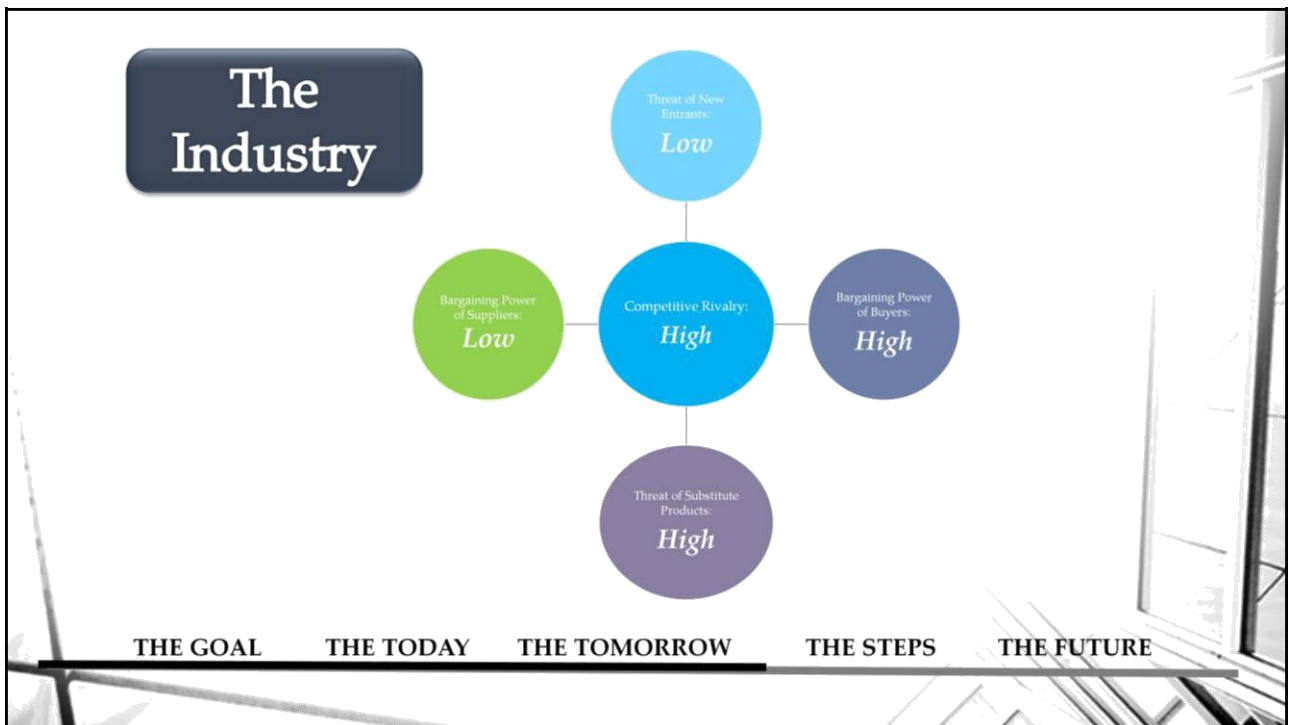 The
Industry
Threat of New
Entrants:
Low
Bargaining Power
of Suppliers:
Low
Competitive Rivalry:
High
Bargaining Power
of Buyers:
High
Threat of Substitute
Products:
High
THE GOAL THE TODAY THE TOMORROW THE STEPS THE FUTURE